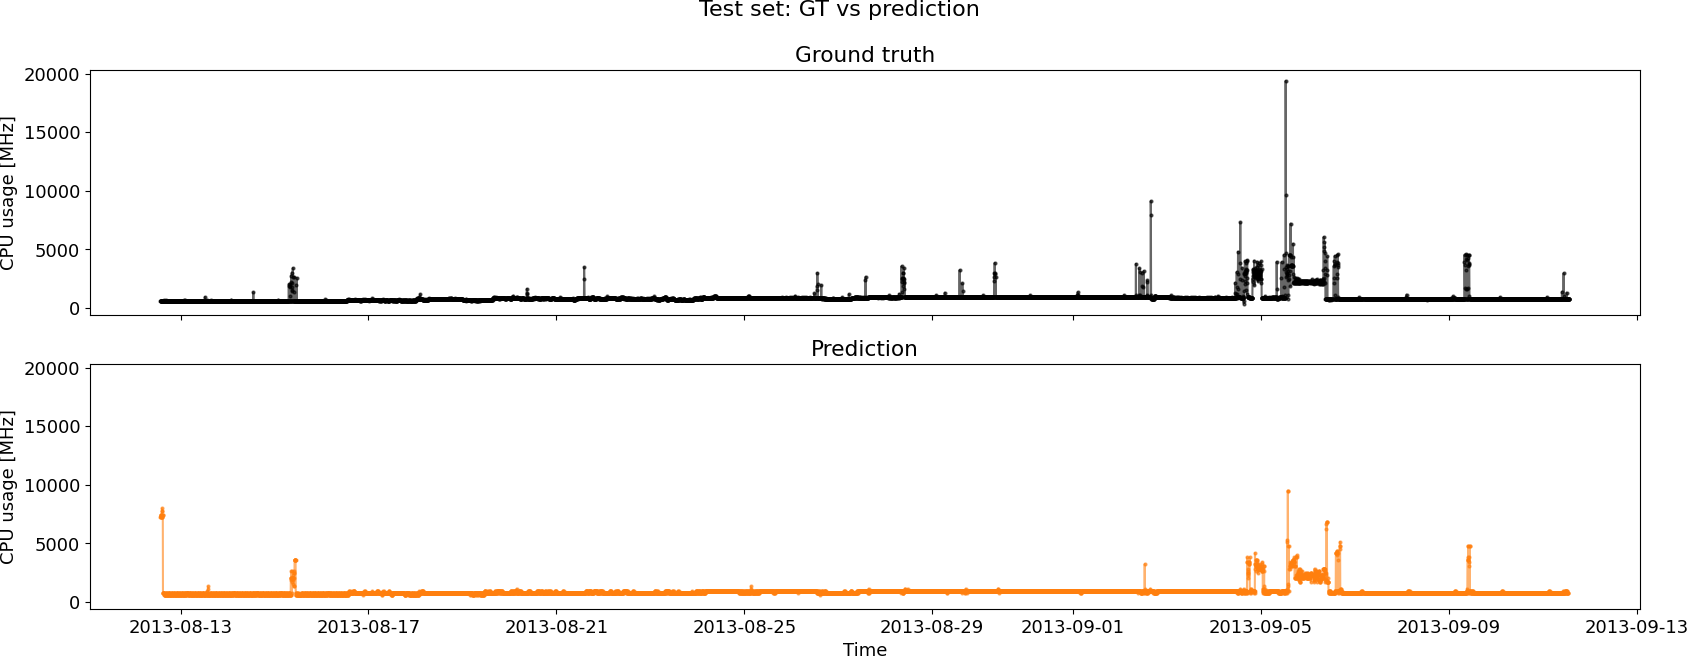 Test set: GT vs prediction
Ground truth
CPU usage [MHz]
20000
15000
10000
5000
0
Prediction
CPU usage [MHz]
20000
15000
10000
5000
0
2013-08-13 2013-08-17 2013-08-21 2013-08-25 2013-08-29 2013-09-01 2013-09-05 2013-09-09 2013-09-13
Time